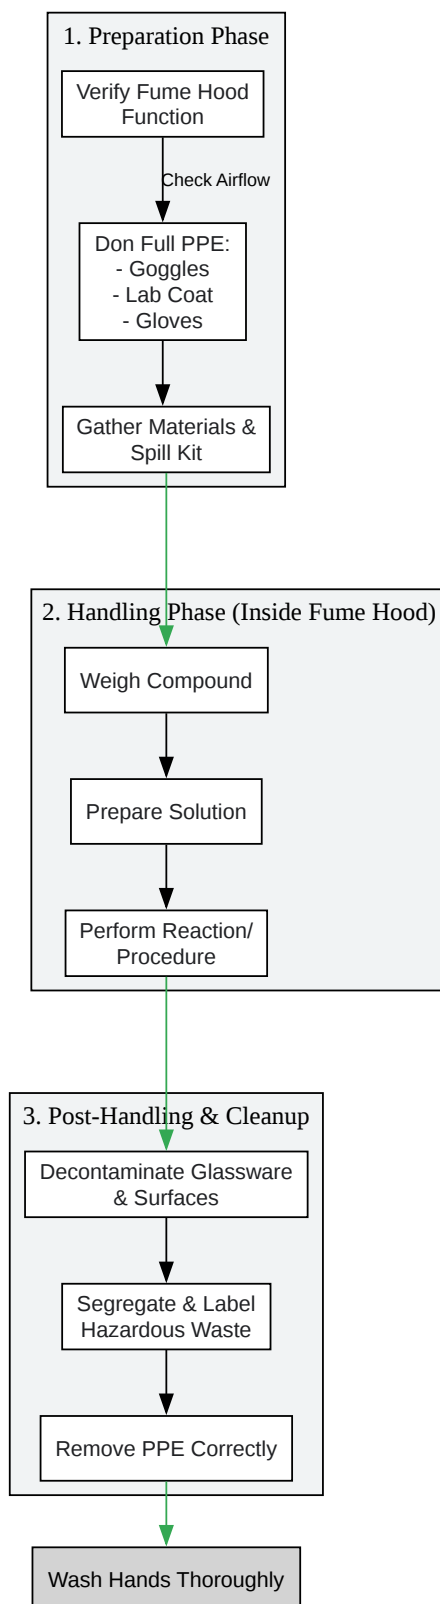 1. Preparation Phase
Verify Fume Hood
Function
Check Airflow
Don Full PPE:
- Goggles
- Lab Coat
- Gloves
Gather Materials &
Spill Kit
2. Handling Phase (Inside Fume Hood)
Weigh Compound
Prepare Solution
Perform Reaction/
Procedure
3. Post-Handling & Cleanup
Decontaminate Glassware
& Surfaces
Segregate & Label
Hazardous Waste
Remove PPE Correctly
Wash Hands Thoroughly